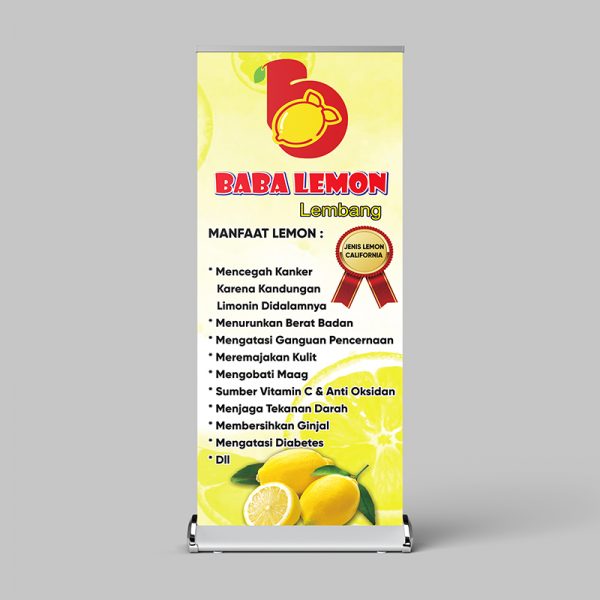 BABA LEMON
Lembang
MANFAAT LEMON :
JENIS LEMON
CALIFORNIA
* Mencegah Kanker
Karena Kandungan
Limonin Didalamnya
* Menurunkan Berat Badan
* Mengatasi Ganguan Pencernaan
* Meremajakan Kulit
* Mengobati Maag
* Sumber Vitamin C & Anti Oksidan
* Menjaga Tekanan Darah
* Membersihkan Ginjal
* Mengatasi Diabetes
* Dll